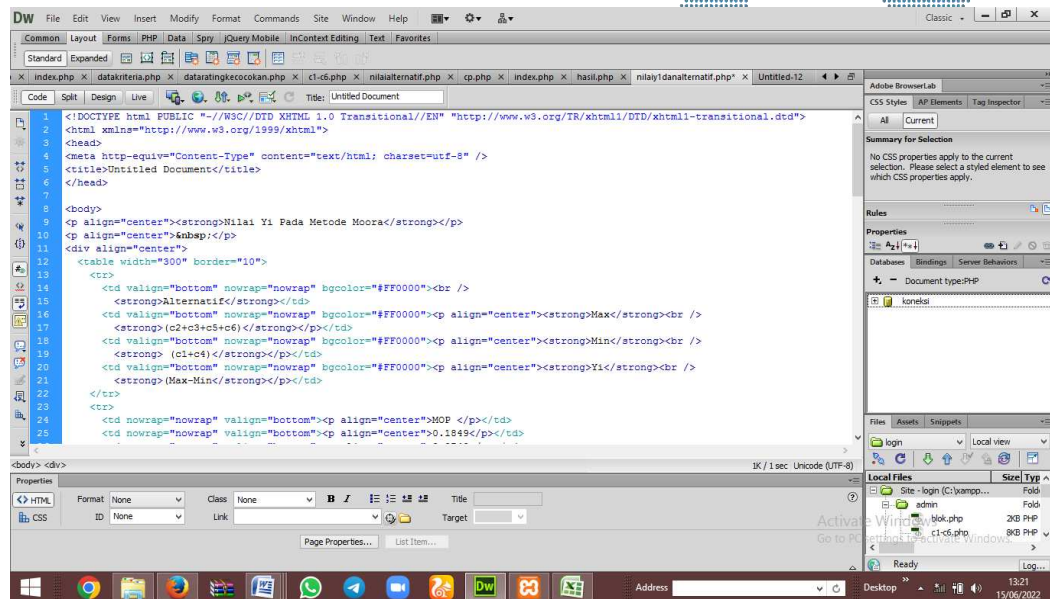 DW File Edit View Insert Modify Format Commands Site Window Help Classic
Common Layout Forms PHP Data Spry jQuery Mobile InContext Editing Text Favorites
Standard Expanded
index.php × datakriteria.php × dataratingkecocokan.php × c1-c6.php × nilaialternatif.php × cp.php × index.php × hasil.php × nilaiy1danalternatif.php* × Untitled-12
Code Split Design Live Title: Untitled Document
1 <!DOCTYPE html PUBLIC "-//W3C//DTD XHTML 1.0 Transitional//EN" "http://www.w3.org/TR/xhtml1/DTD/xhtml1-transitional.dtd">
2 <html xmlns="http://www.w3.org/1999/xhtml">
3 <head>
4 <meta http-equiv="Content-Type" content="text/html; charset=utf-8" />
5 <title>Untitled Document</title>
6 </head>
7
8 <body>
9 <p align="center"><strong>Nilai Yi Pada Metode Moora</strong></p>
10 <p align="center">&nbsp;</p>
11 <div align="center">
12 <table width="300" border="10">
13 <tr>
14 <td valign="bottom" nowrap="nowrap" bgcolor="#FF0000"><br />
15 <strong>Alternatif</strong></td>
16 <td valign="bottom" nowrap="nowrap" bgcolor="#FF0000"><p align="center"><strong>Max</strong><br />
17 <strong>(c2+c3+c5+c6)</strong></p></td>
18 <td valign="bottom" nowrap="nowrap" bgcolor="#FF0000"><p align="center"><strong>Min</strong><br />
19 <strong> (c1+c4)</strong></p></td>
20 <td valign="bottom" nowrap="nowrap" bgcolor="#FF0000"><p align="center"><strong>Yi</strong><br />
21 <strong>(Max-Min</strong></p></td>
22 </tr>
23 <tr>
24 <td nowrap="nowrap" valign="bottom"><p align="center">MOP </p></td>
25 <td nowrap="nowrap" valign="bottom"><p align="center">0.1849</p></td>
<body> <div> 1K / 1 sec Unicode (UTF-8)
Properties
<> HTML Format None Class None B I Title
CSS ID None Link Target
Page Properties... List Item...
Adobe BrowserLab
CSS Styles AP Elements Tag Inspector
All Current
Summary for Selection
No CSS properties apply to the current
selection. Please select a styled element to see
which CSS properties apply.
Rules
Properties
Databases Bindings Server Behaviors
Document type:PHP
koneksi
Files Assets Snippets
login Local view
Local Files Size Typ
Site - login (C:\xampp... Fold
admin Fold
blok.php 2KB PHP
c1-c6.php 8KB PHP
Ready Log...
Activate Windows
Go to PC settings to activate Windows.
Address Desktop 13:21
15/06/2022